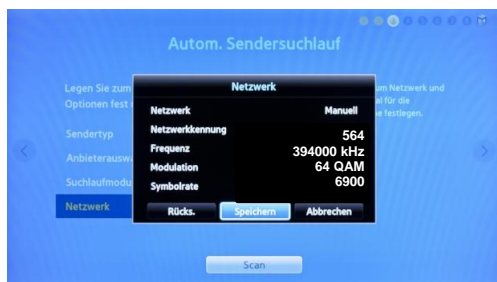 Autom. Sendersuchlauf
Legen Sie zum
um Netzwerk und
Optionen fest
al für die
e festlegen.
Sendertyp
Anbieterauswa
Suchlaufmodu
Netzwerk
Netzwerk
Netzwerk Manuell
Netzwerkkennung 564
Frequenz 394000 kHz
Modulation 64 QAM
Symbolrate 6900
Rücks. Speichern Abbrechen
Scan